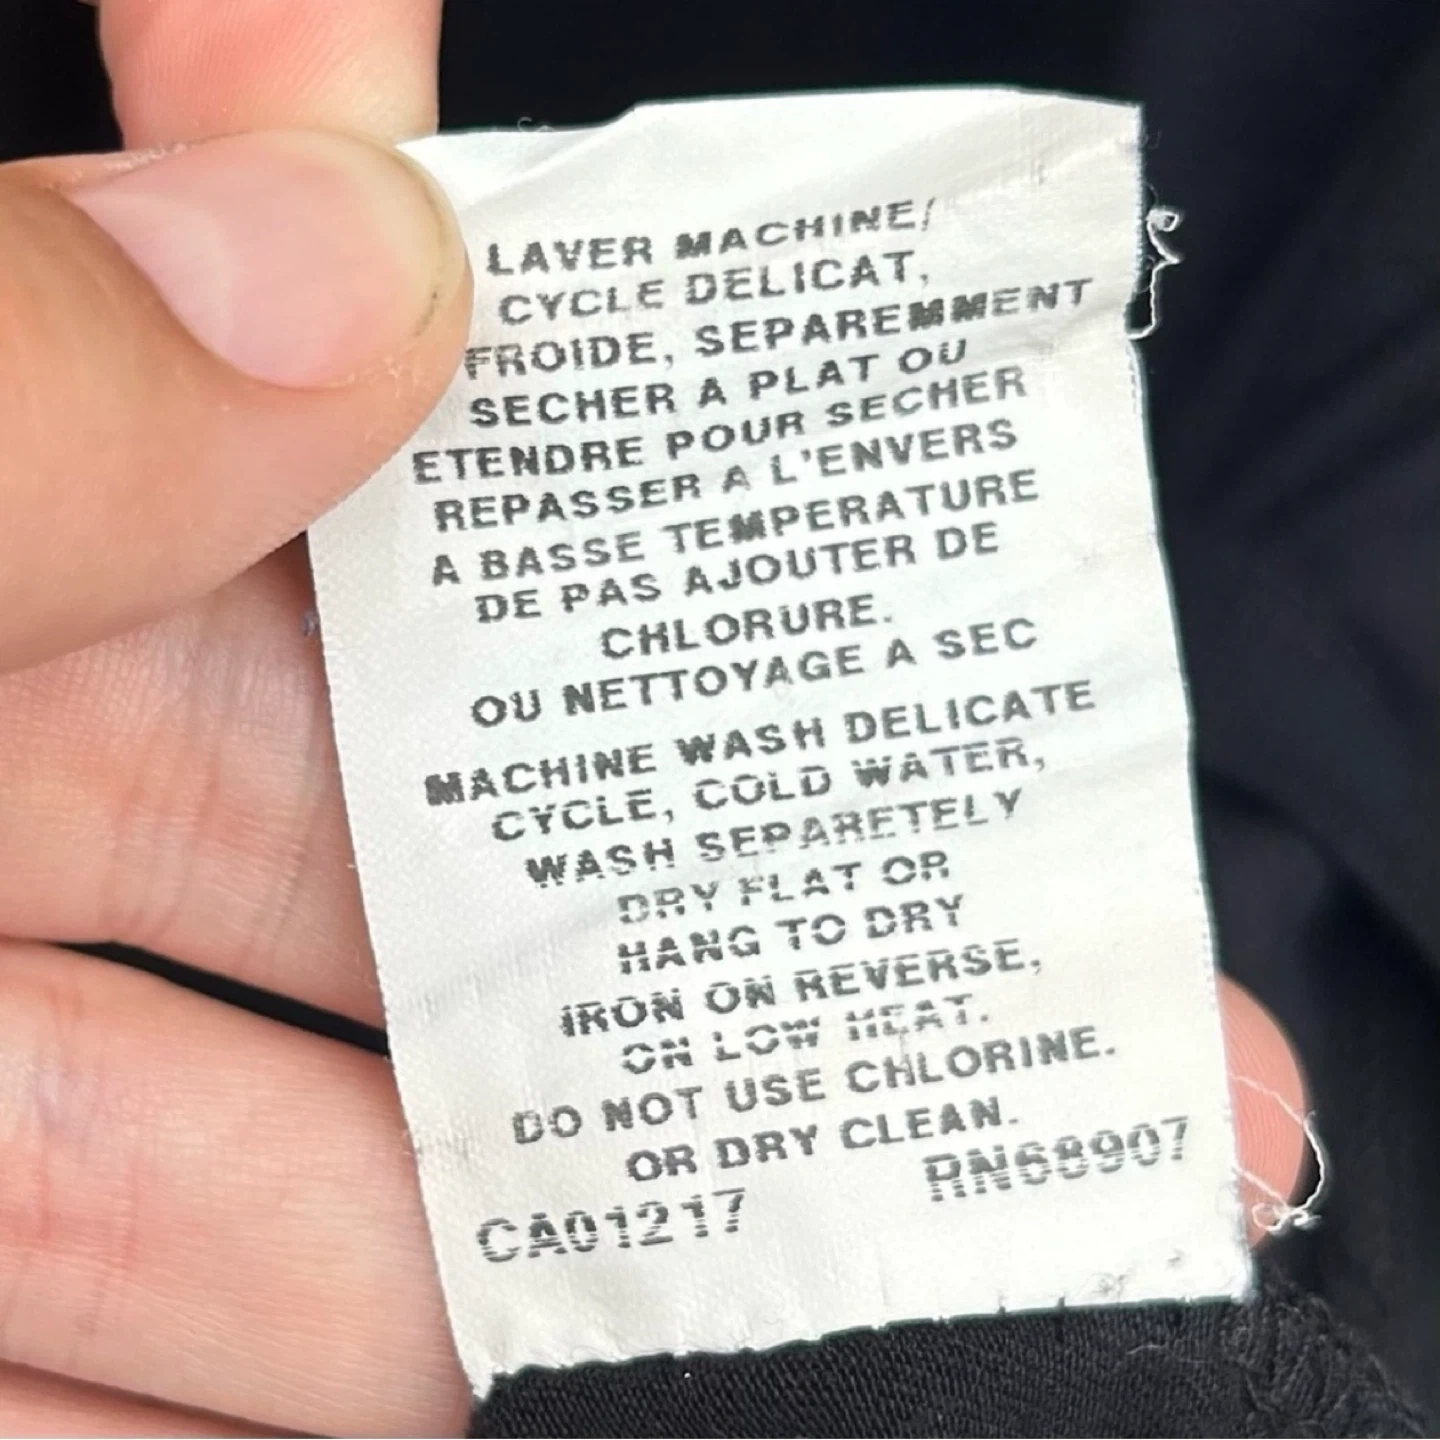 LAVER MACHINE/
CYCLE DELICAT,
FROIDE, SEPAREMMENT
SECHER A PLAT OU
ETENDRE POUR SECHER
REPASSER A L'ENVERS
A BASSE TEMPERATURE
DE PAS AJOUTER DE
CHLORURE.
OU NETTOYAGE A SEC
MACHINE WASH DELICATE
CYCLE, COLD WATER,
WASH SEPARETELY
DRY FLAT OR
HANG TO DRY
IRON ON REVERSE,
ON LOW HEAT.
DO NOT USE CHLORINE.
OR DRY CLEAN.
CA01217 RN68907